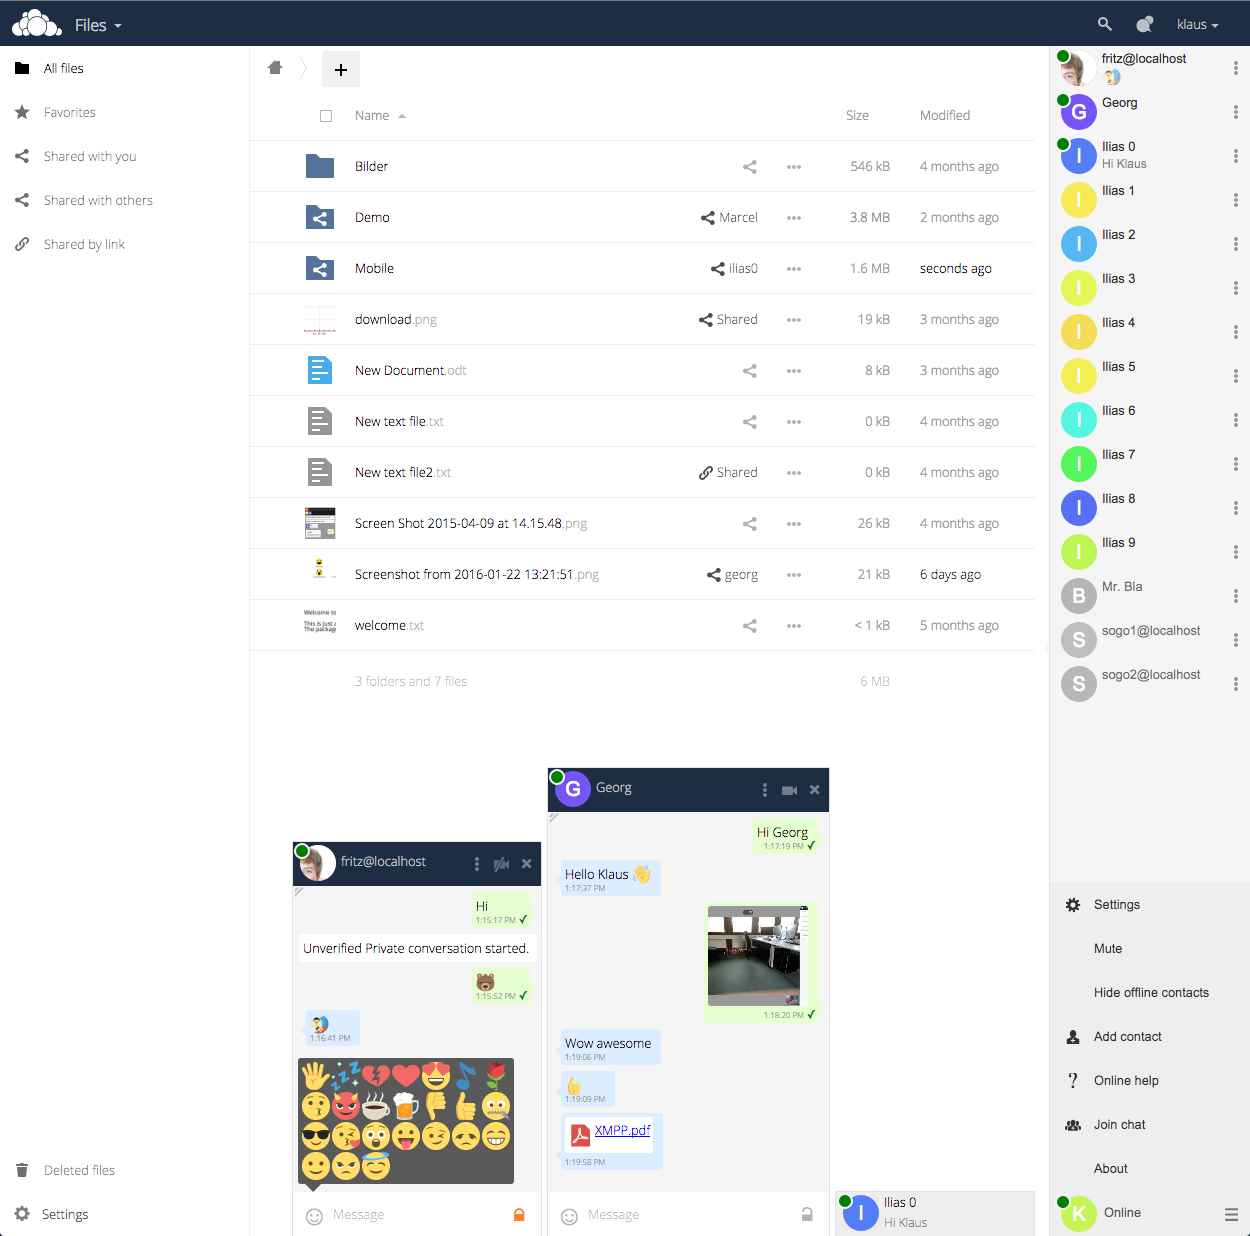 Files
klaus
All files
Favorites
Shared with you
Shared with others
Shared by link
Deleted files
Settings
+
Name Size Modified
Bilder 546 kB 4 months ago
Demo Marcel 3.8 MB 2 months ago
Mobile ilias0 1.6 MB seconds ago
download.png Shared 19 kB 3 months ago
New Document.odt 8 kB 3 months ago
New text file.txt 0 kB 4 months ago
New text file2.txt Shared 0 kB 4 months ago
Screen Shot 2015-04-09 at 14.15.48.png 26 kB 4 months ago
Screenshot from 2016-01-22 13:21:51.png georg 21 kB 6 days ago
Welcome to
This is just a
The package
welcome.txt < 1 kB 5 months ago
3 folders and 7 files 6 MB
fritz@localhost
Hi
1:15:17 PM
Unverified Private conversation started.
1:15:52 PM
1:16:41 PM
Message
G Georg
Hi Georg
1:17:19 PM
Hello Klaus 👋
1:17:37 PM
1:18:20 PM
Wow awesome
1:19:06 PM
1:19:09 PM
XMPP.pdf
1:19:58 PM
Message
I Ilias 0
Hi Klaus
fritz@localhost
G Georg
I Ilias 0
Hi Klaus
I Ilias 1
I Ilias 2
I Ilias 3
I Ilias 4
I Ilias 5
I Ilias 6
I Ilias 7
I Ilias 8
I Ilias 9
B Mr. Bla
S sogo1@localhost
S sogo2@localhost
Settings
Mute
Hide offline contacts
Add contact
? Online help
Join chat
About
K Online